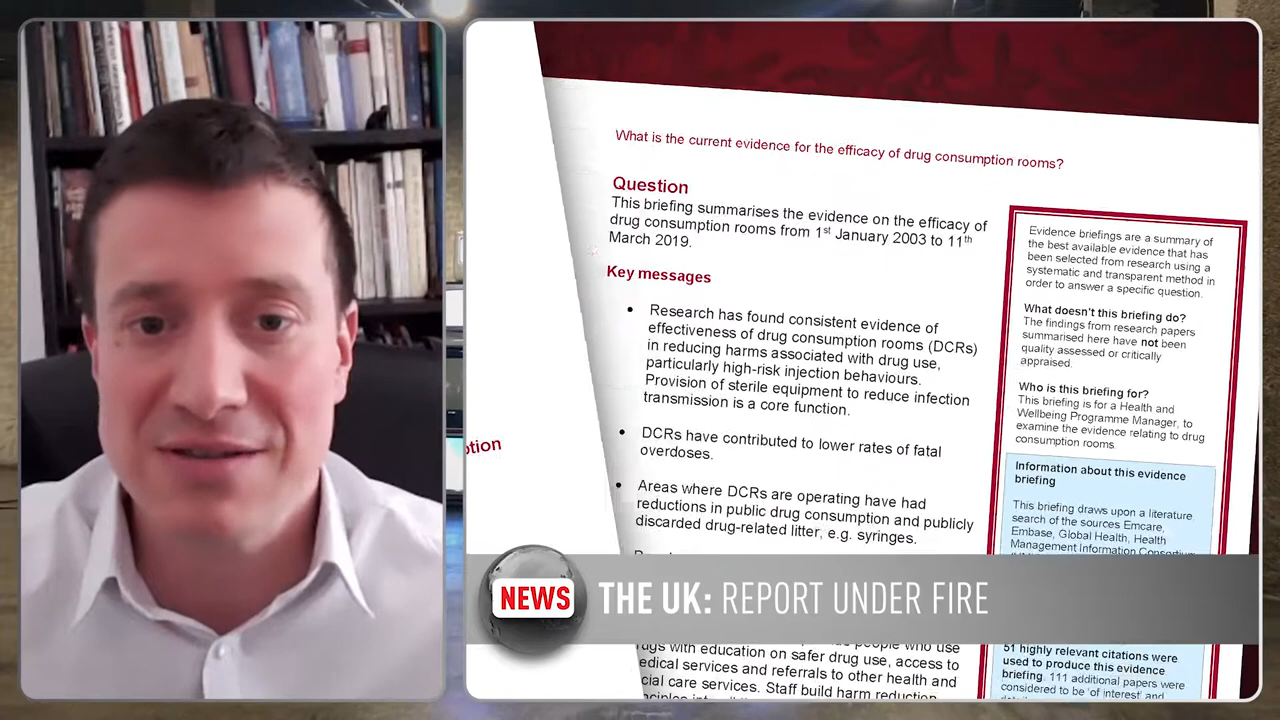 What is the current evidence for the efficacy of drug consumption rooms?
Question
This briefing summarises the evidence on the efficacy of
drug consumption rooms from 1st January 2003 to 11th
March 2019.
Key messages
• Research has found consistent evidence of
effectiveness of drug consumption rooms (DCRs)
in reducing harms associated with drug use,
particularly high-risk injection behaviours.
Provision of sterile equipment to reduce infection
transmission is a core function.
• DCRs have contributed to lower rates of fatal
overdoses.
• Areas where DCRs are operating have had
reductions in public drug consumption and publicly
discarded drug-related litter, e.g. syringes.
people who use
with education on safer drug use, access to
services and referrals to other health and
care services. Staff build harm reduction
Evidence briefings are a summary of
the best available evidence that has
been selected from research using a
systematic and transparent method in
order to answer a specific question.
What doesn't this briefing do?
The findings from research papers
summarised here have not been
quality assessed or critically
appraised.
Who is this briefing for?
This briefing is for a Health and
Wellbeing Programme Manager, to
examine the evidence relating to drug
consumption rooms.
Information about this evidence
briefing
This briefing draws upon a literature
search of the sources Emcare,
Embase, Global Health, Health
Management Information Consortium
51 highly relevant citations were
used to produce this evidence
briefing. 111 additional papers were
considered to be 'of interest' and
NEWS THE UK: REPORT UNDER FIRE